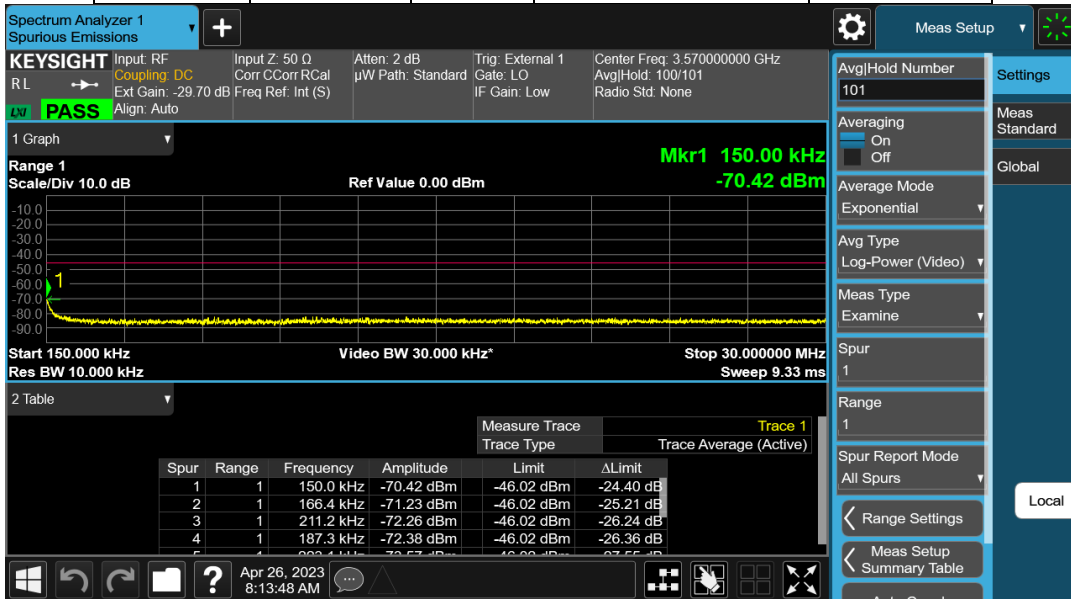 Spectrum Analyzer 1
Spurious Emissions
Meas Setup
KEYSIGHT
RL
LXI PASS
Input: RF
Coupling: DC
Ext Gain: -29.70 dB
Align: Auto
Input Z: 50 Ω
Corr CCorr RCal
Freq Ref: Int (S)
Atten: 2 dB
µW Path: Standard
Trig: External 1
Gate: LO
IF Gain: Low
Center Freq: 3.570000000 GHz
Avg|Hold: 100/101
Radio Std: None
1 Graph
Range 1
Scale/Div 10.0 dB
Ref Value 0.00 dBm
Mkr1 150.00 kHz
-70.42 dBm
-10.0
-20.0
-30.0
-40.0
-50.0
-60.0
-70.0
-80.0
-90.0
1
Start 150.000 kHz
Video BW 30.000 kHz*
Stop 30.000000 MHz
Res BW 10.000 kHz
Sweep 9.33 ms
2 Table
Measure Trace Trace 1
Trace Type Trace Average (Active)
Spur Range Frequency Amplitude Limit ΔLimit
1 1 150.0 kHz -70.42 dBm -46.02 dBm -24.40 dB
2 1 166.4 kHz -71.23 dBm -46.02 dBm -25.21 dB
3 1 211.2 kHz -72.26 dBm -46.02 dBm -26.24 dB
4 1 187.3 kHz -72.38 dBm -46.02 dBm -26.36 dB
Apr 26, 2023
8:13:48 AM
Avg|Hold Number
101
Averaging
On
Off
Average Mode
Exponential
Avg Type
Log-Power (Video)
Meas Type
Examine
Spur
1
Range
1
Spur Report Mode
All Spurs
Range Settings
Meas Setup
Summary Table
Settings
Meas
Standard
Global
Local